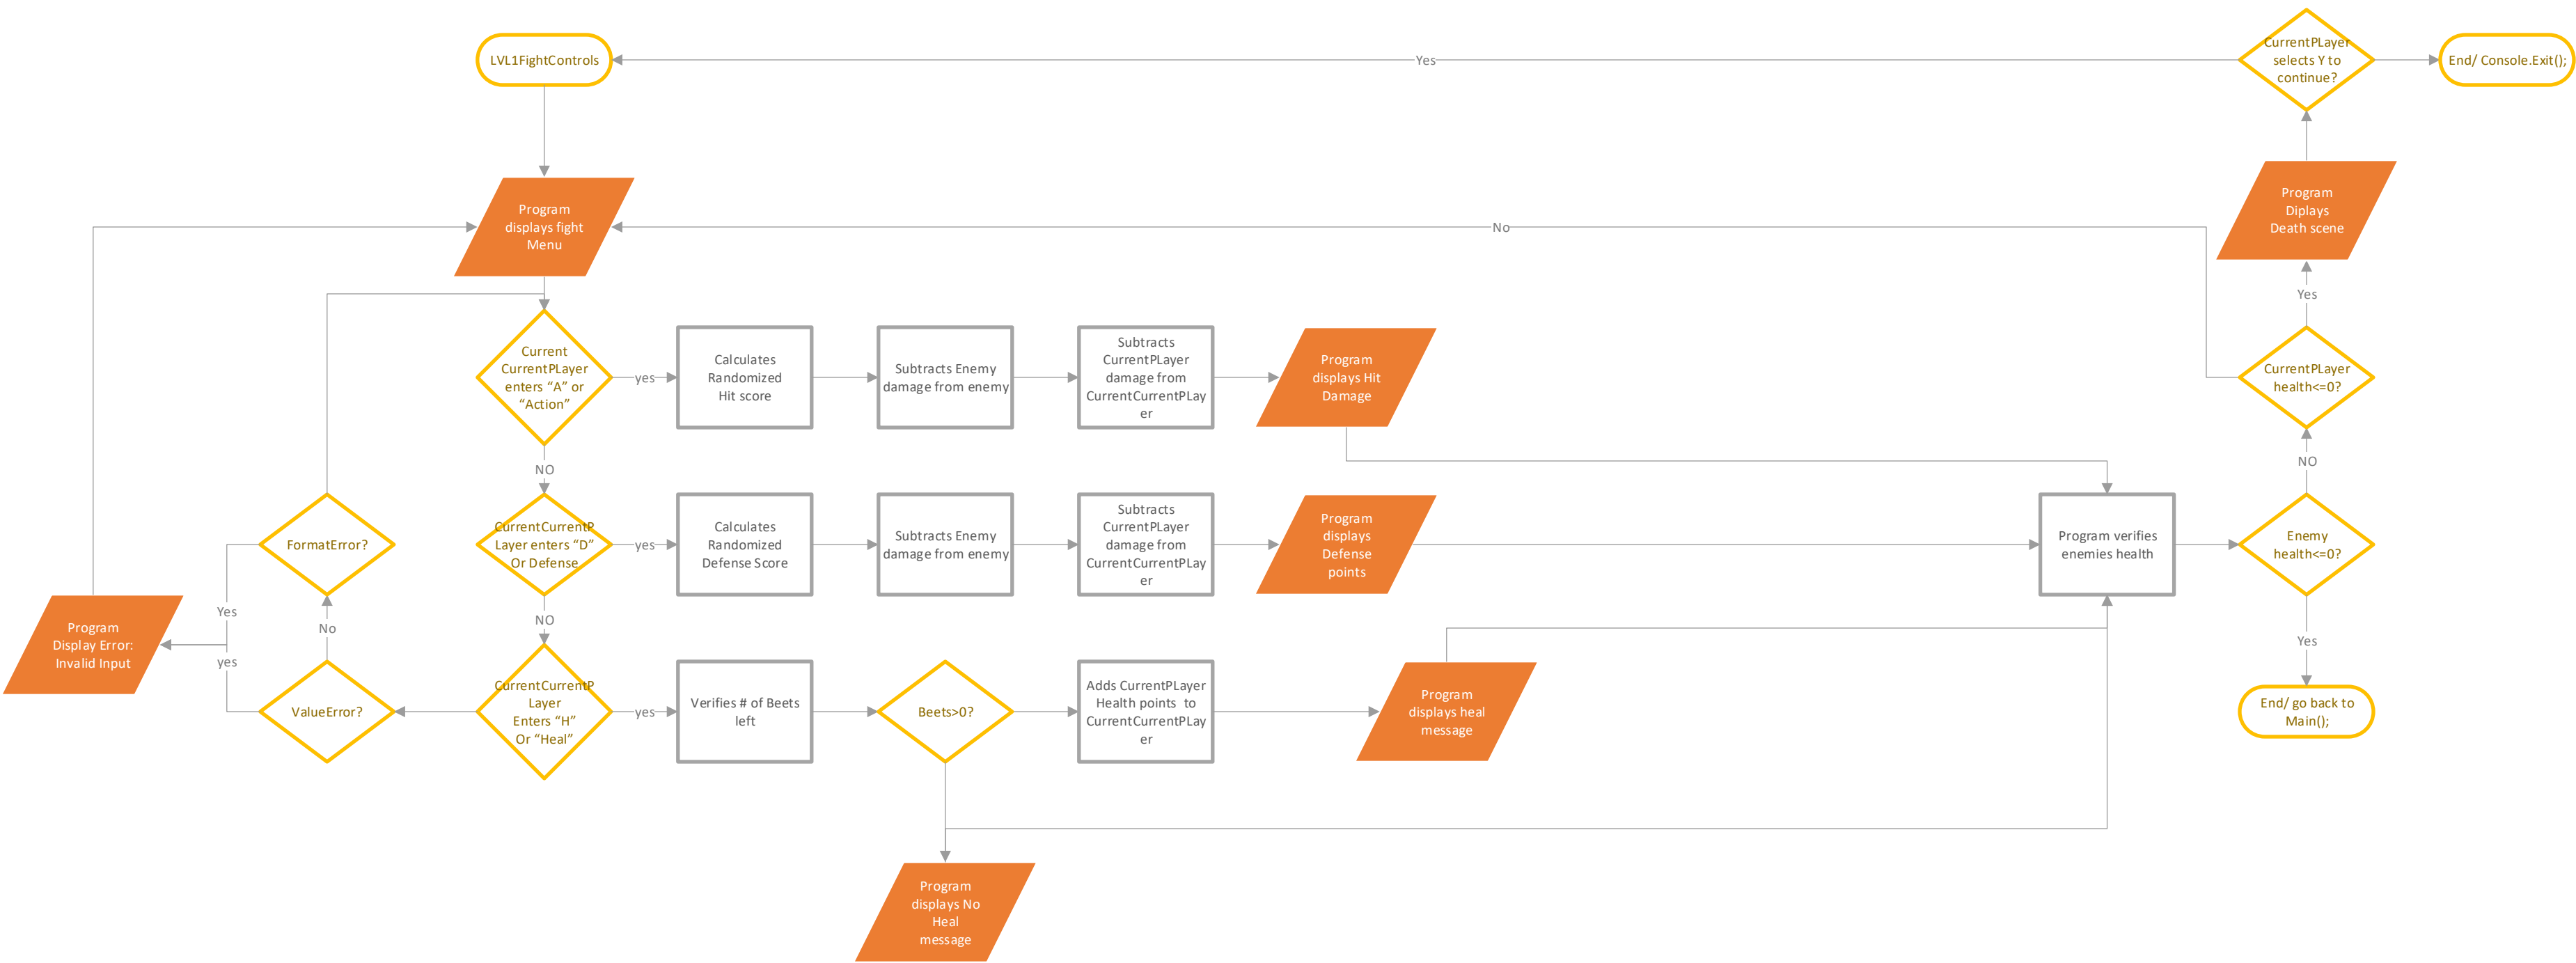 LVL1FightControls
Yes
CurrentPLayer
selects Y to
continue?
End/ Console.Exit();
Program
displays fight
Menu
No
Program
Diplays
Death scene
Yes
Current
CurrentPLayer
enters “A” or
“Action”
yes
Calculates
Randomized
Hit score
Subtracts Enemy
damage from enemy
Subtracts
CurrentPLayer
damage from
CurrentCurrentPLay
er
Program
displays Hit
Damage
CurrentPLayer
health<=0?
NO
NO
FormatError?
CurrentCurrentP
Layer enters “D”
Or Defense
yes
Calculates
Randomized
Defense Score
Subtracts Enemy
damage from enemy
Subtracts
CurrentPLayer
damage from
CurrentCurrentPLay
er
Program
displays
Defense
points
Program verifies
enemies health
Enemy
health<=0?
Yes
No
NO
Yes
Program
Display Error:
Invalid Input
yes
ValueError?
CurrentCurrentP
Layer
Enters “H”
Or “Heal”
yes
Verifies # of Beets
left
Beets>0?
Adds CurrentPLayer
Health points to
CurrentCurrentPLay
er
Program
displays heal
message
End/ go back to
Main();
Program
displays No
Heal
message